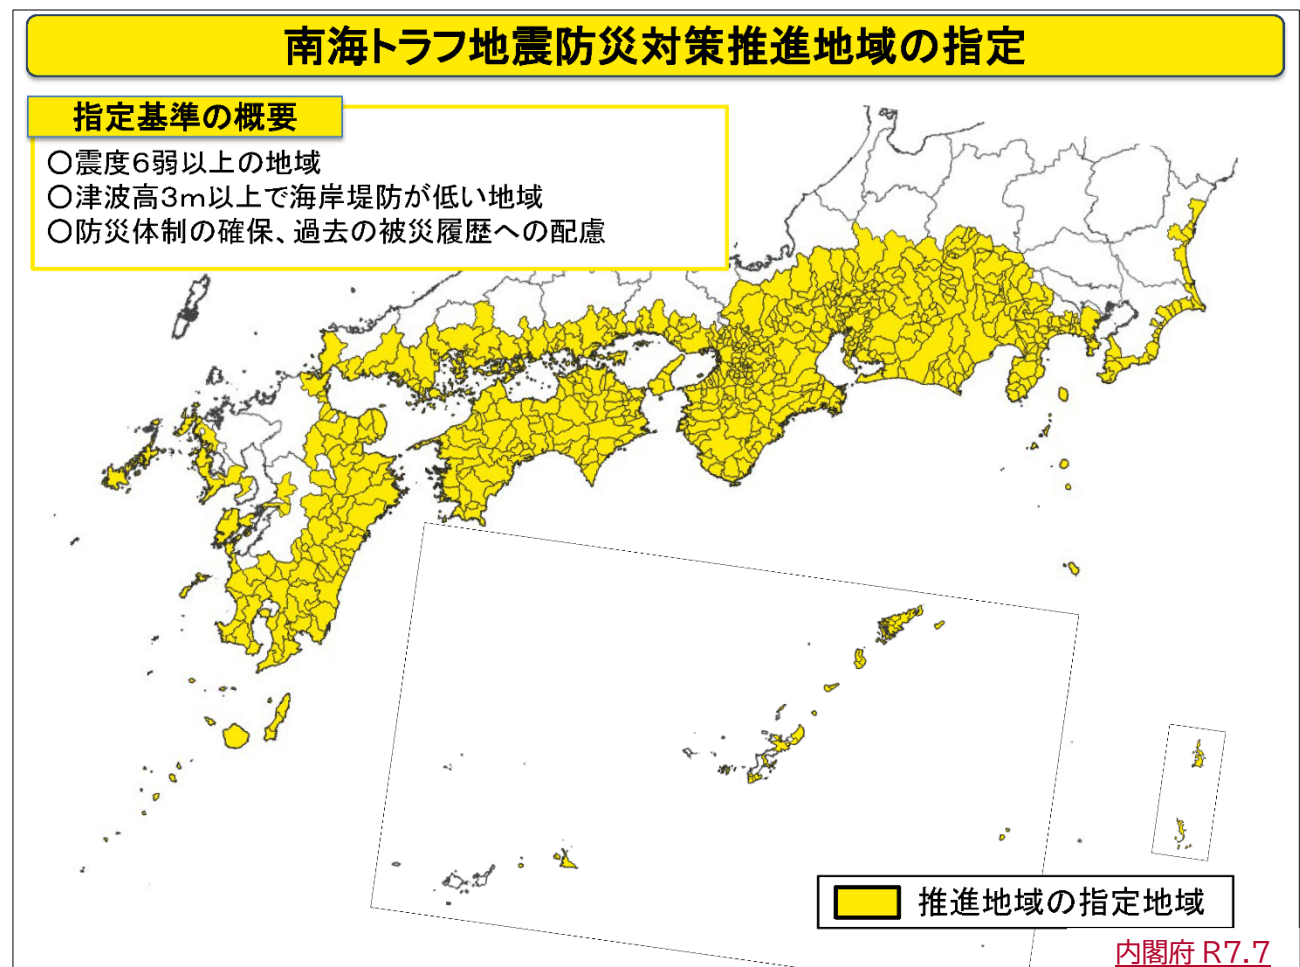 南海トラフ地震防災対策推進地域の指定
指定基準の概要
○震度6弱以上の地域
○津波高3m以上で海岸堤防が低い地域
○防災体制の確保、過去の被災履歴への配慮
推進地域の指定地域
内閣府 R7.7